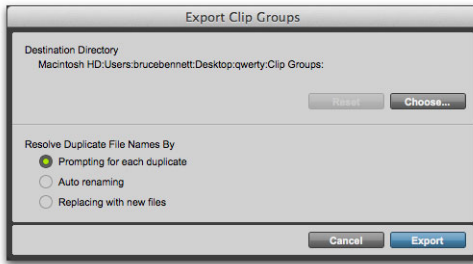 Export Clip Groups
Destination Directory
Macintosh HD:Users:brucebennett:Desktop:qwerty:Clip Groups:
Reset
Choose...
Resolve Duplicate File Names By
Prompting for each duplicate
Auto renaming
Replacing with new files
Cancel
Export